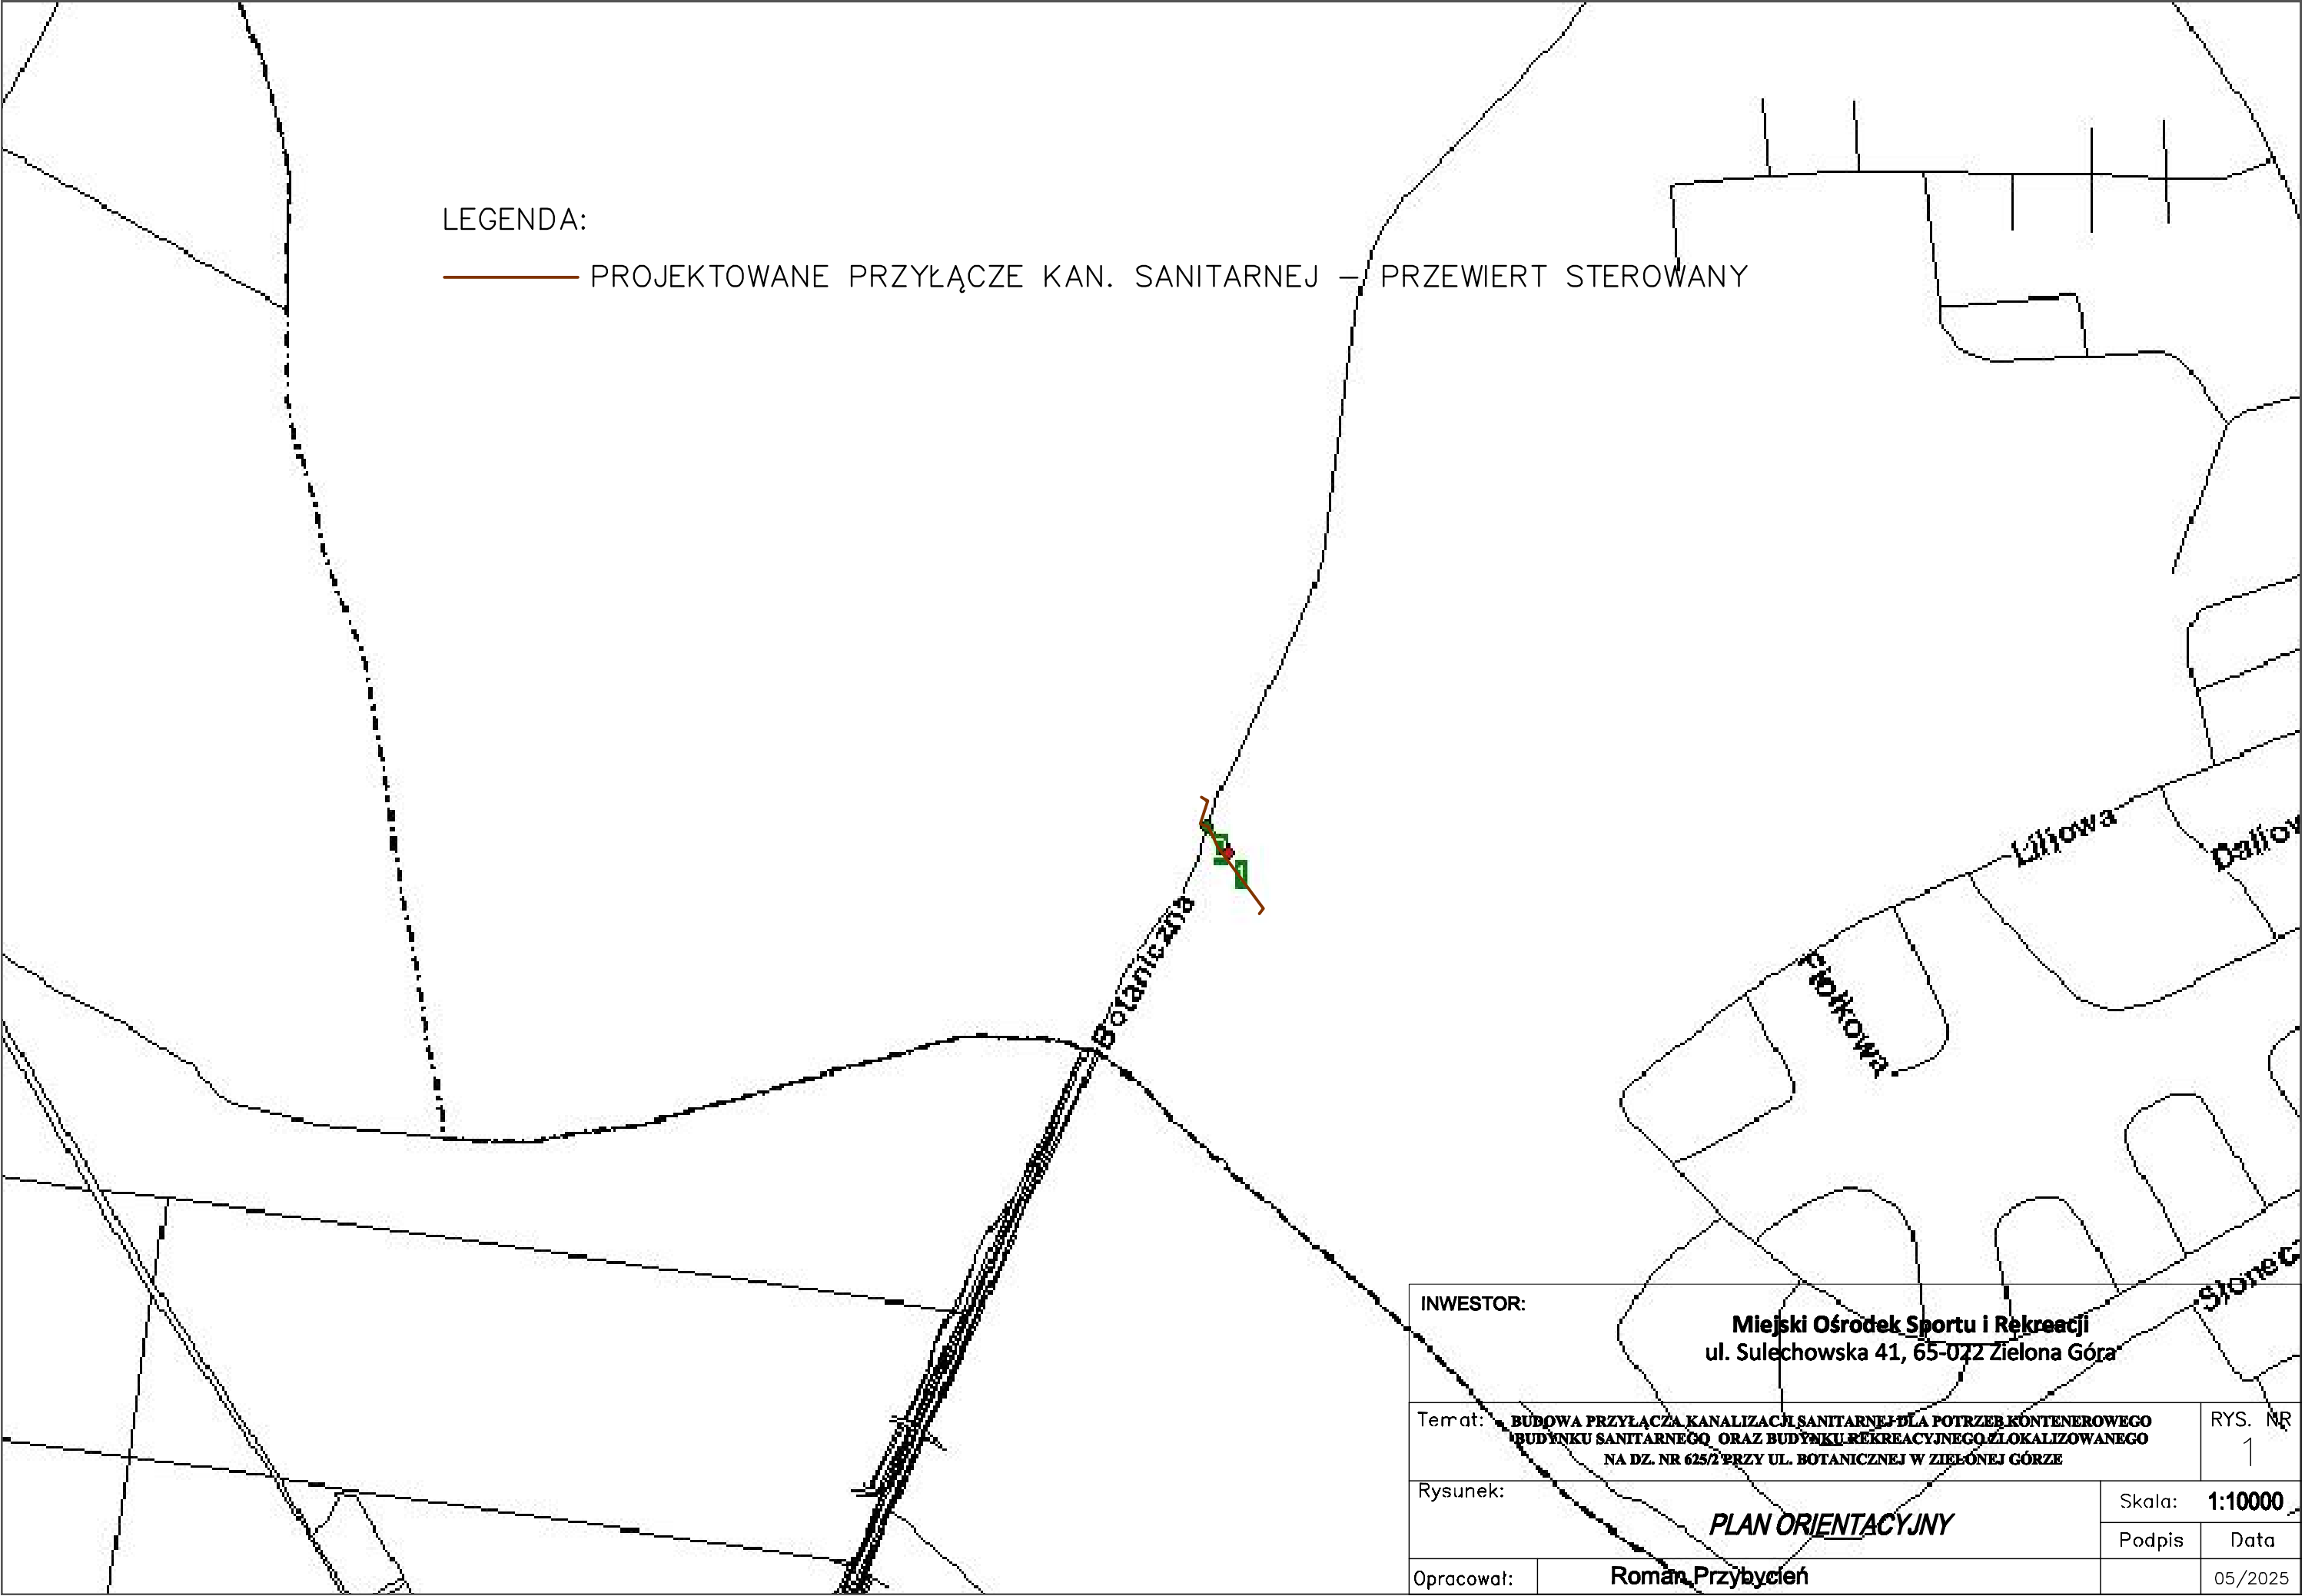 LEGENDA:
PROJEKTOWANE PRZYŁĄCZE KAN. SANITARNEJ – PRZEWIERT STEROWANY
Liliowa
Botaniczna
Fiołkowa
INWESTOR:
Miejski Ośrodek Sportu i Rekreacji
ul. Sulechowska 41, 65-022 Zielona Góra
Temat:
BUDOWA PRZYŁĄCZA KANALIZACJI SANITARNEJ DLA POTRZEB KONTENEROWEGO
BUDYNKU SANITARNEGO ORAZ BUDYNKU REKREACYJNEGO ZLOKALIZOWANEGO
NA DZ. NR 625/2 PRZY UL. BOTANICZNEJ W ZIELONEJ GÓRZE
RYS. NR
1
Rysunek:
PLAN ORIENTACYJNY
Skala: 1:10000
Podpis Data
Opracował: Roman Przybycień 05/2025